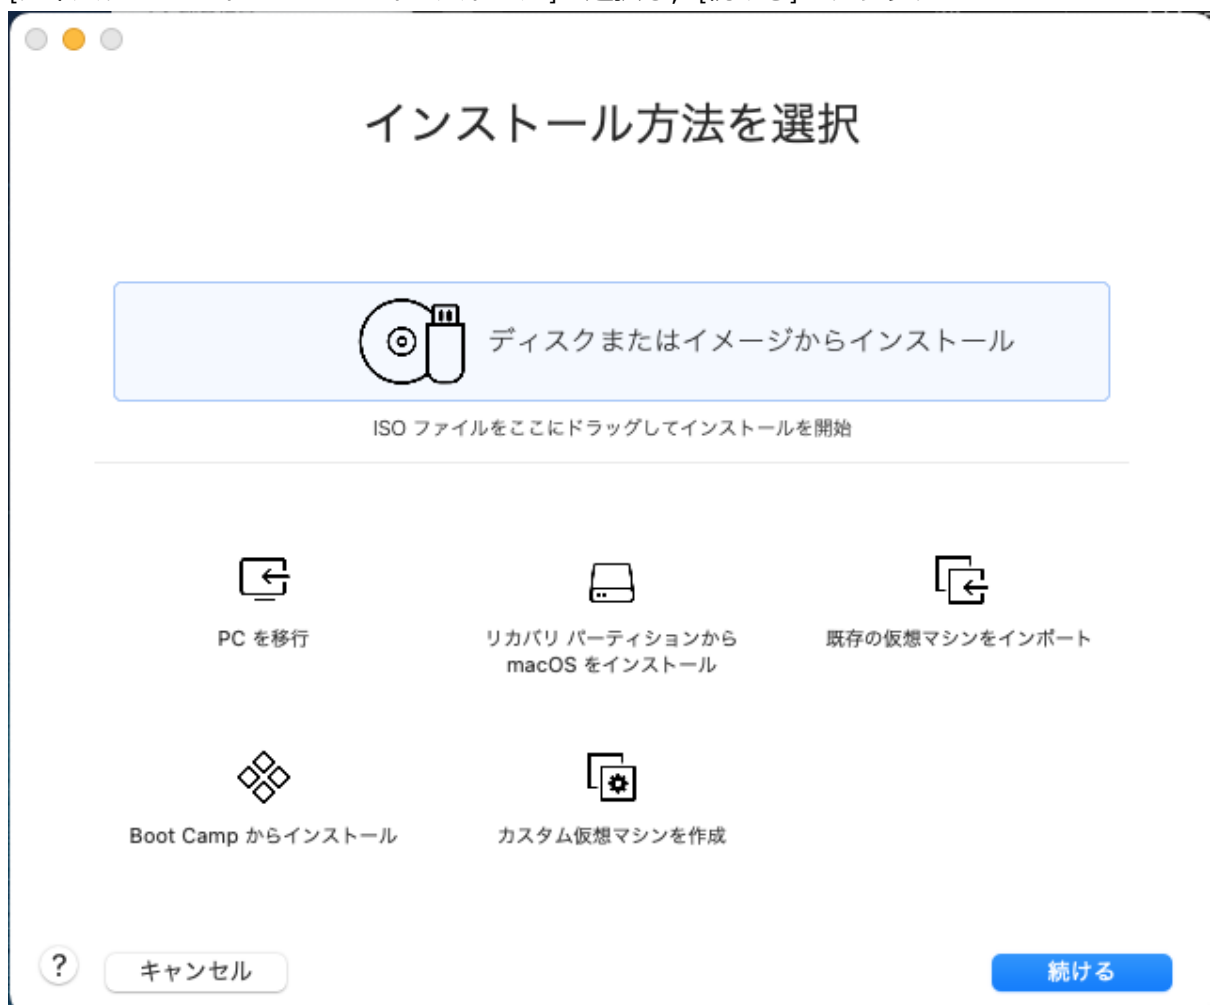 インストール方法を選択
ディスクまたはイメージからインストール
ISO ファイルをここにドラッグしてインストールを開始
PC を移行
リカバリ パーティションから
macOS をインストール
既存の仮想マシンをインポート
Boot Camp からインストール
カスタム仮想マシンを作成
?
キャンセル
続ける